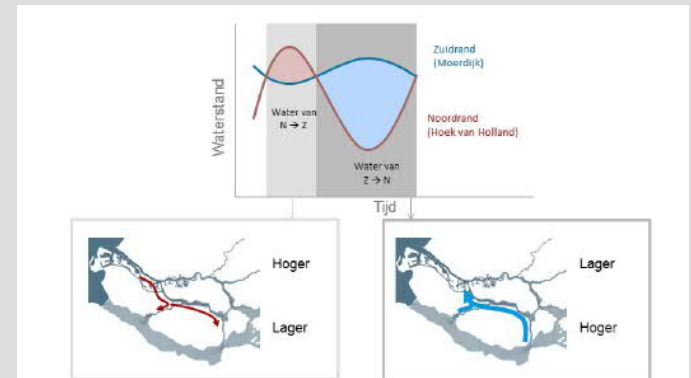 Waterstand
Zuidrand
(Moerdijk)
Water van
N → Z
Noordrand
(Hoek van Holland)
Water van
Z → N
Tijd
Hoger
Lager
Lager
Hoger